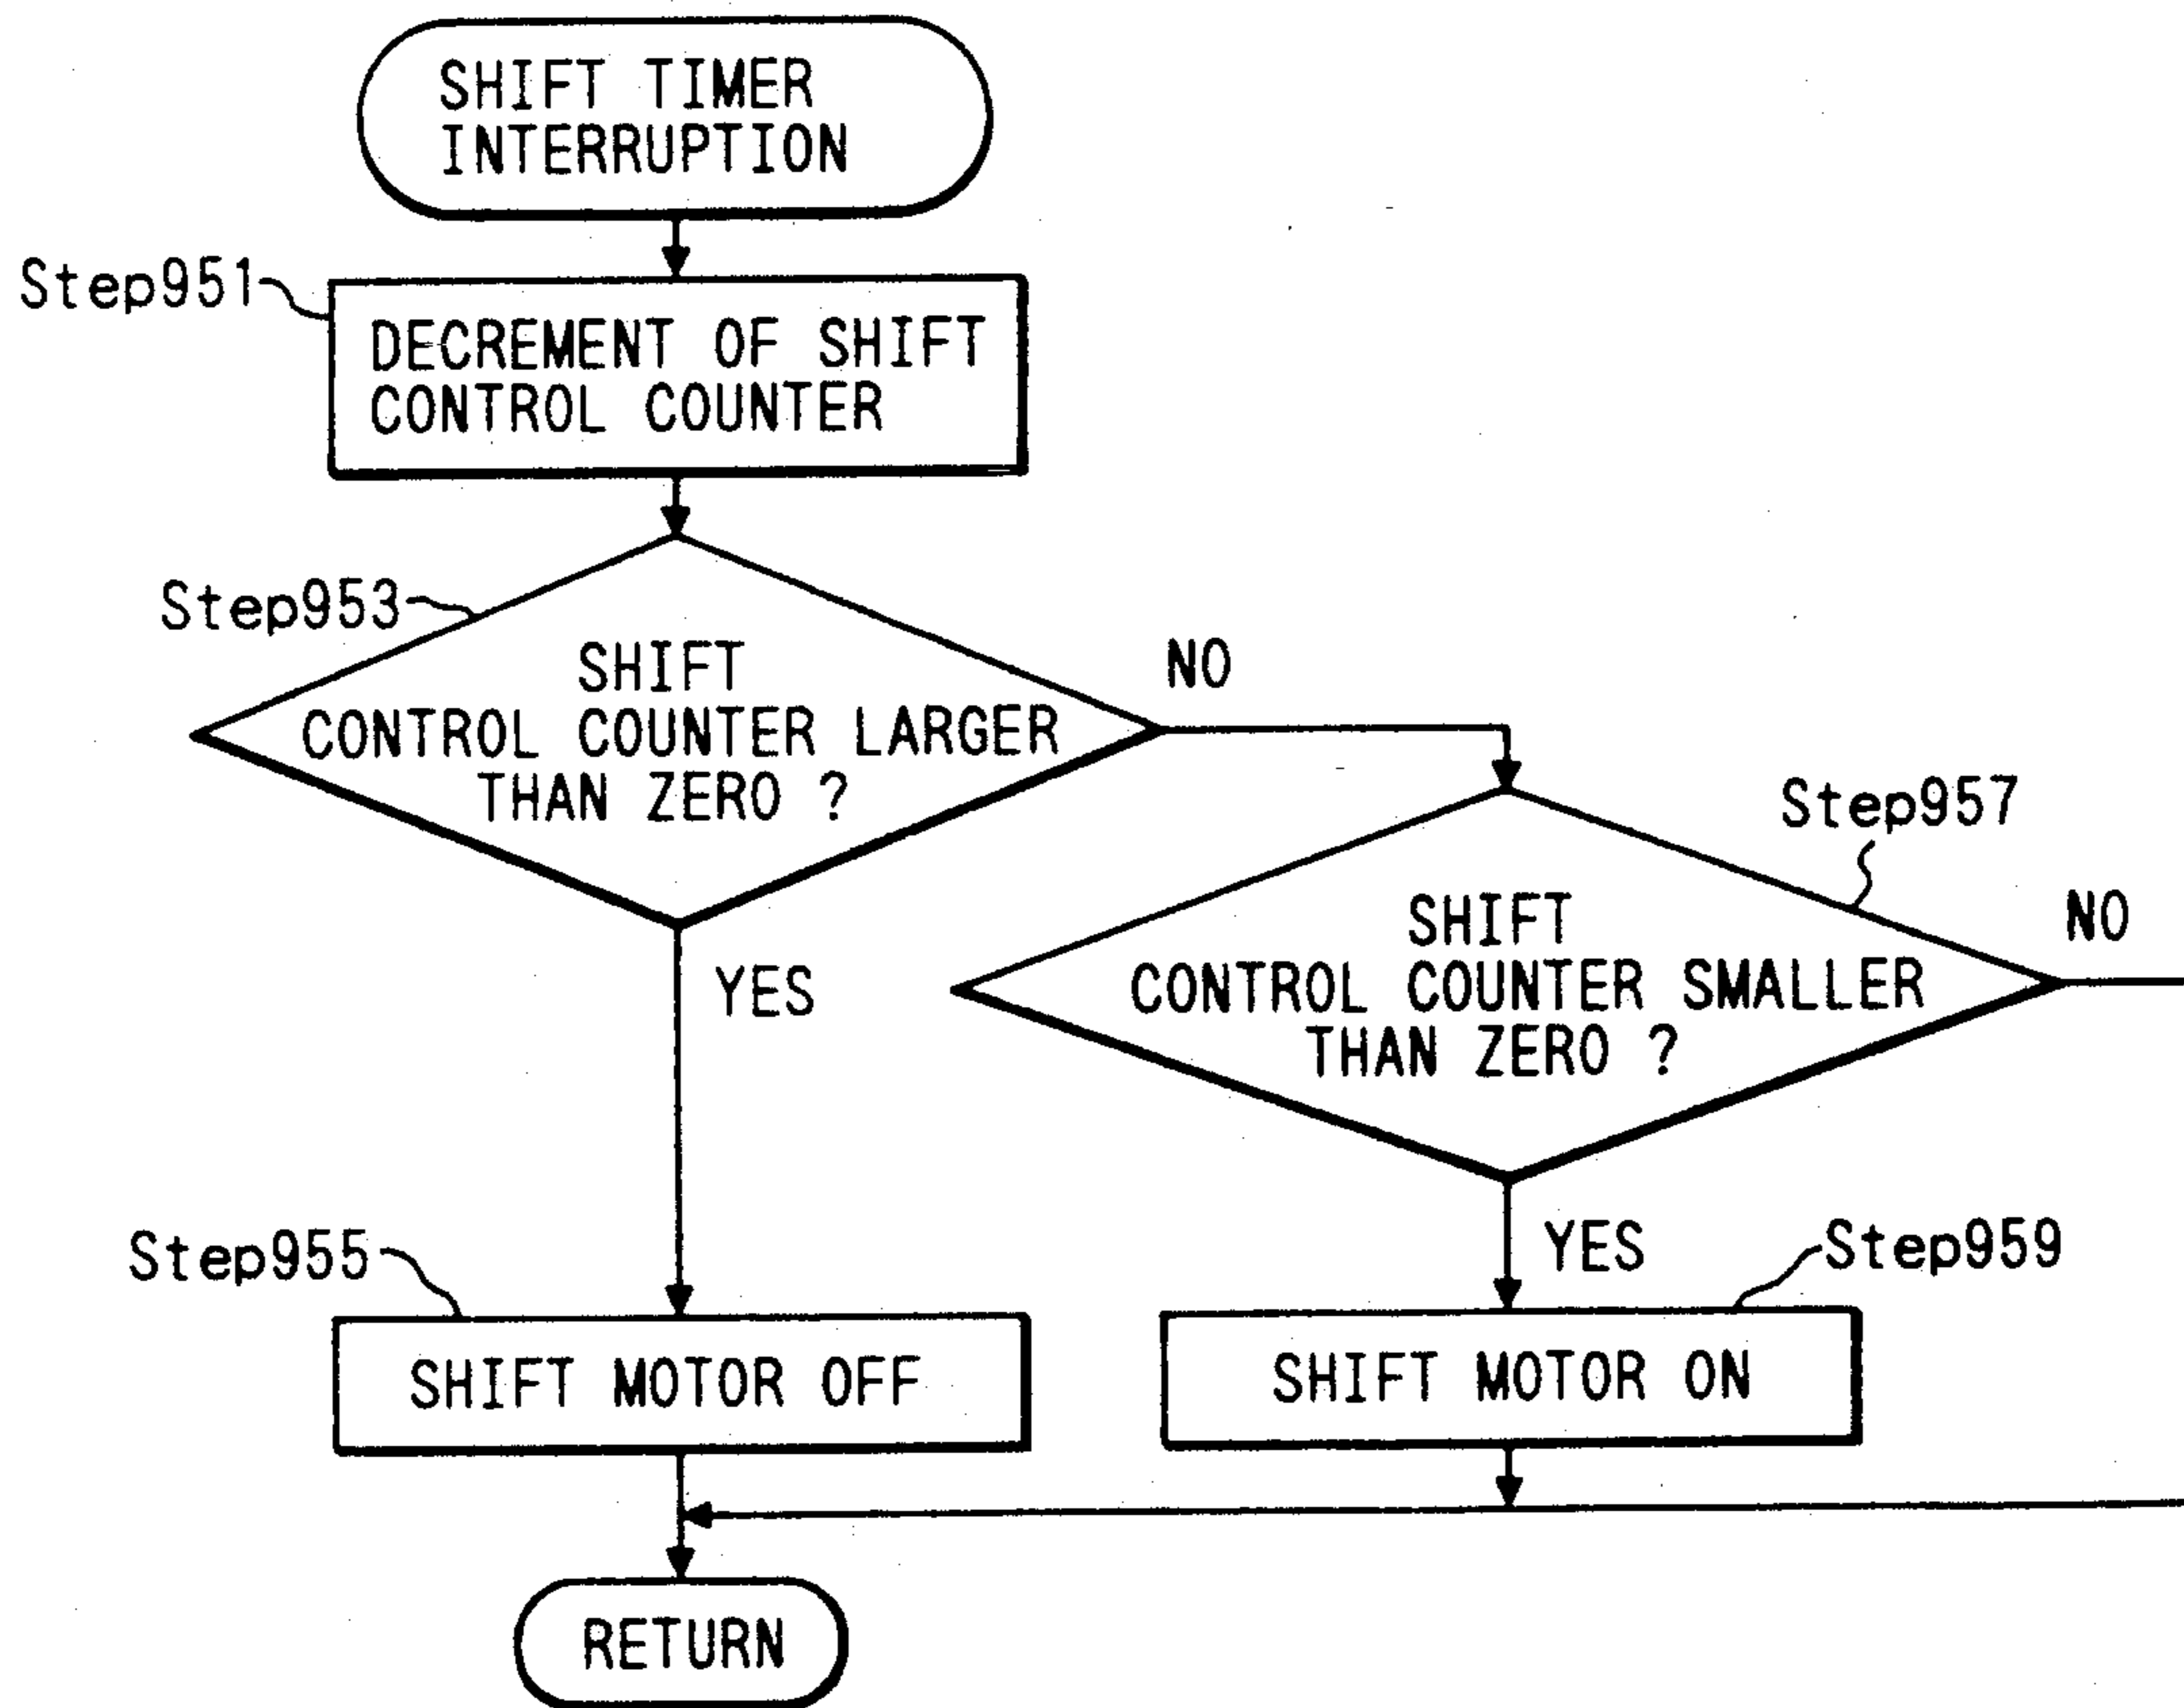 SHIFT TIMER
INTERRUPTION
Step951
DECREMENT OF SHIFT
CONTROL COUNTER
Step953
SHIFT
CONTROL COUNTER LARGER
THAN ZERO ?
NO
YES
Step957
SHIFT
CONTROL COUNTER SMALLER
THAN ZERO ?
NO
YES
Step955
SHIFT MOTOR OFF
Step959
SHIFT MOTOR ON
RETURN